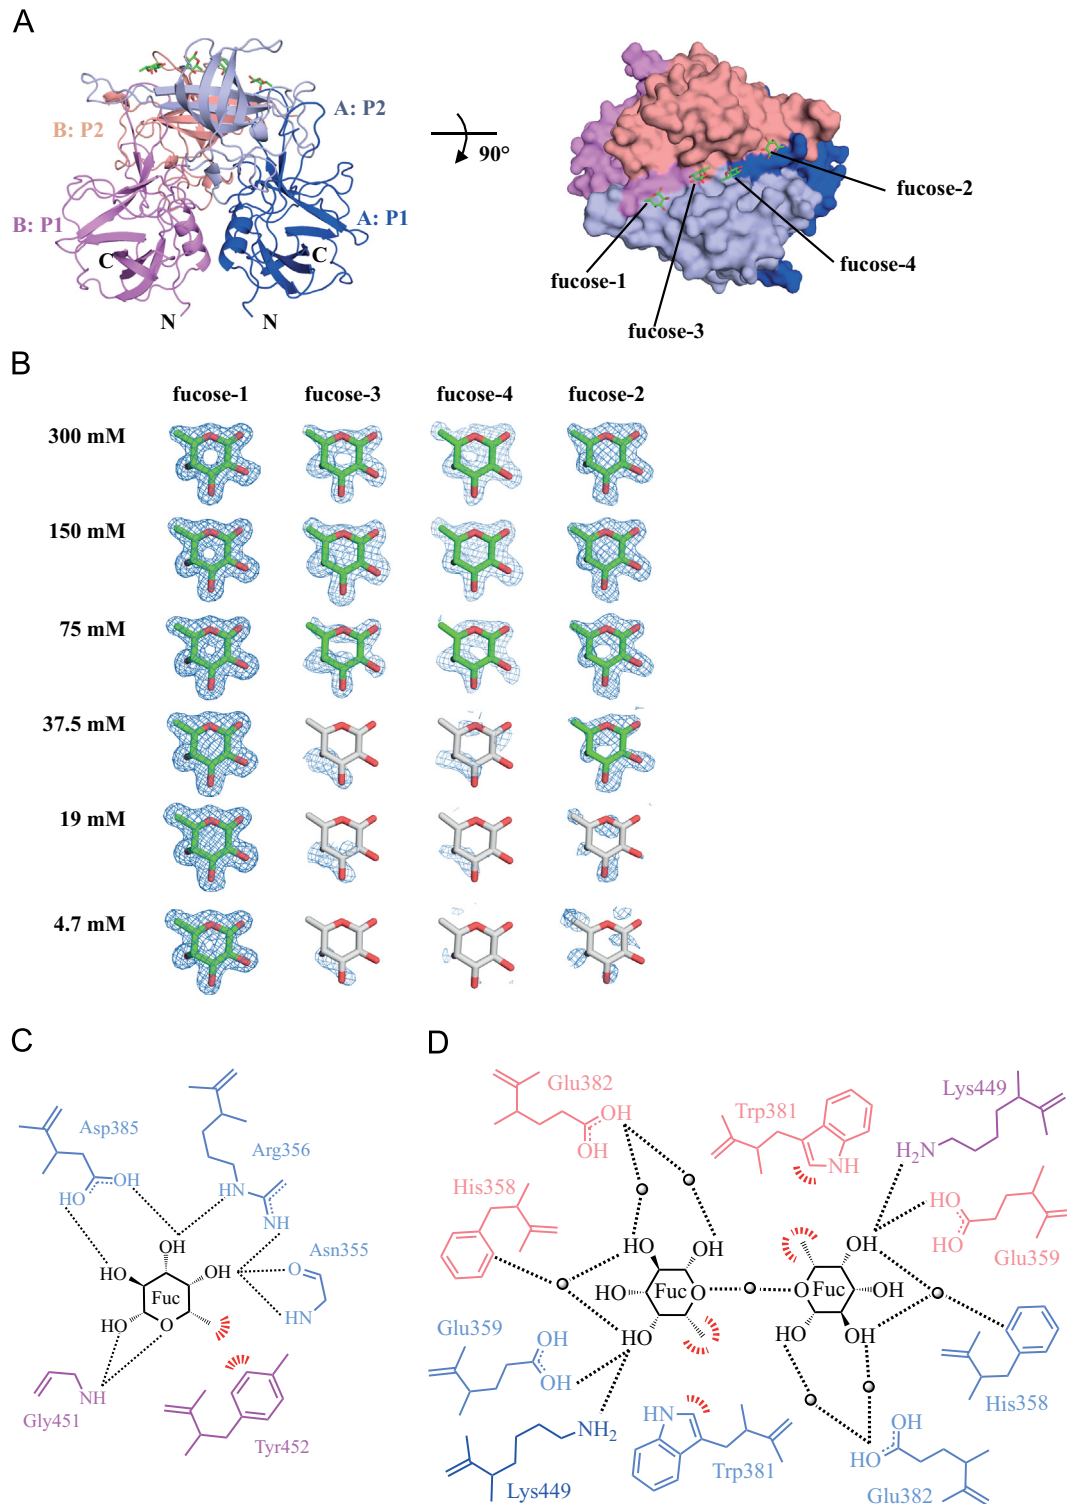 A
B: P2
A: P2
B: P1
A: P1
C
C
N
N
90°
fucose-2
fucose-4
fucose-1
fucose-3
B
fucose-1 fucose-3 fucose-4 fucose-2
300 mM
150 mM
75 mM
37.5 mM
19 mM
4.7 mM
C
Asp385
Arg356
HO
OH
NH
NH
OH
HO
OH
Asn355
O
Fuc
HN
HO
O
NH
Gly451
Tyr452
D
Glu382
OH
OH
Trp381
NH
Lys449
H2N
His358
HO
HO
Glu359
HO
OH
OH
HO
Fuc
O
O
Fuc
OH
HO
HO
OH
Glu359
OH
OH
His358
HN
NH2
Lys449
Trp381
OH
HO
Glu382